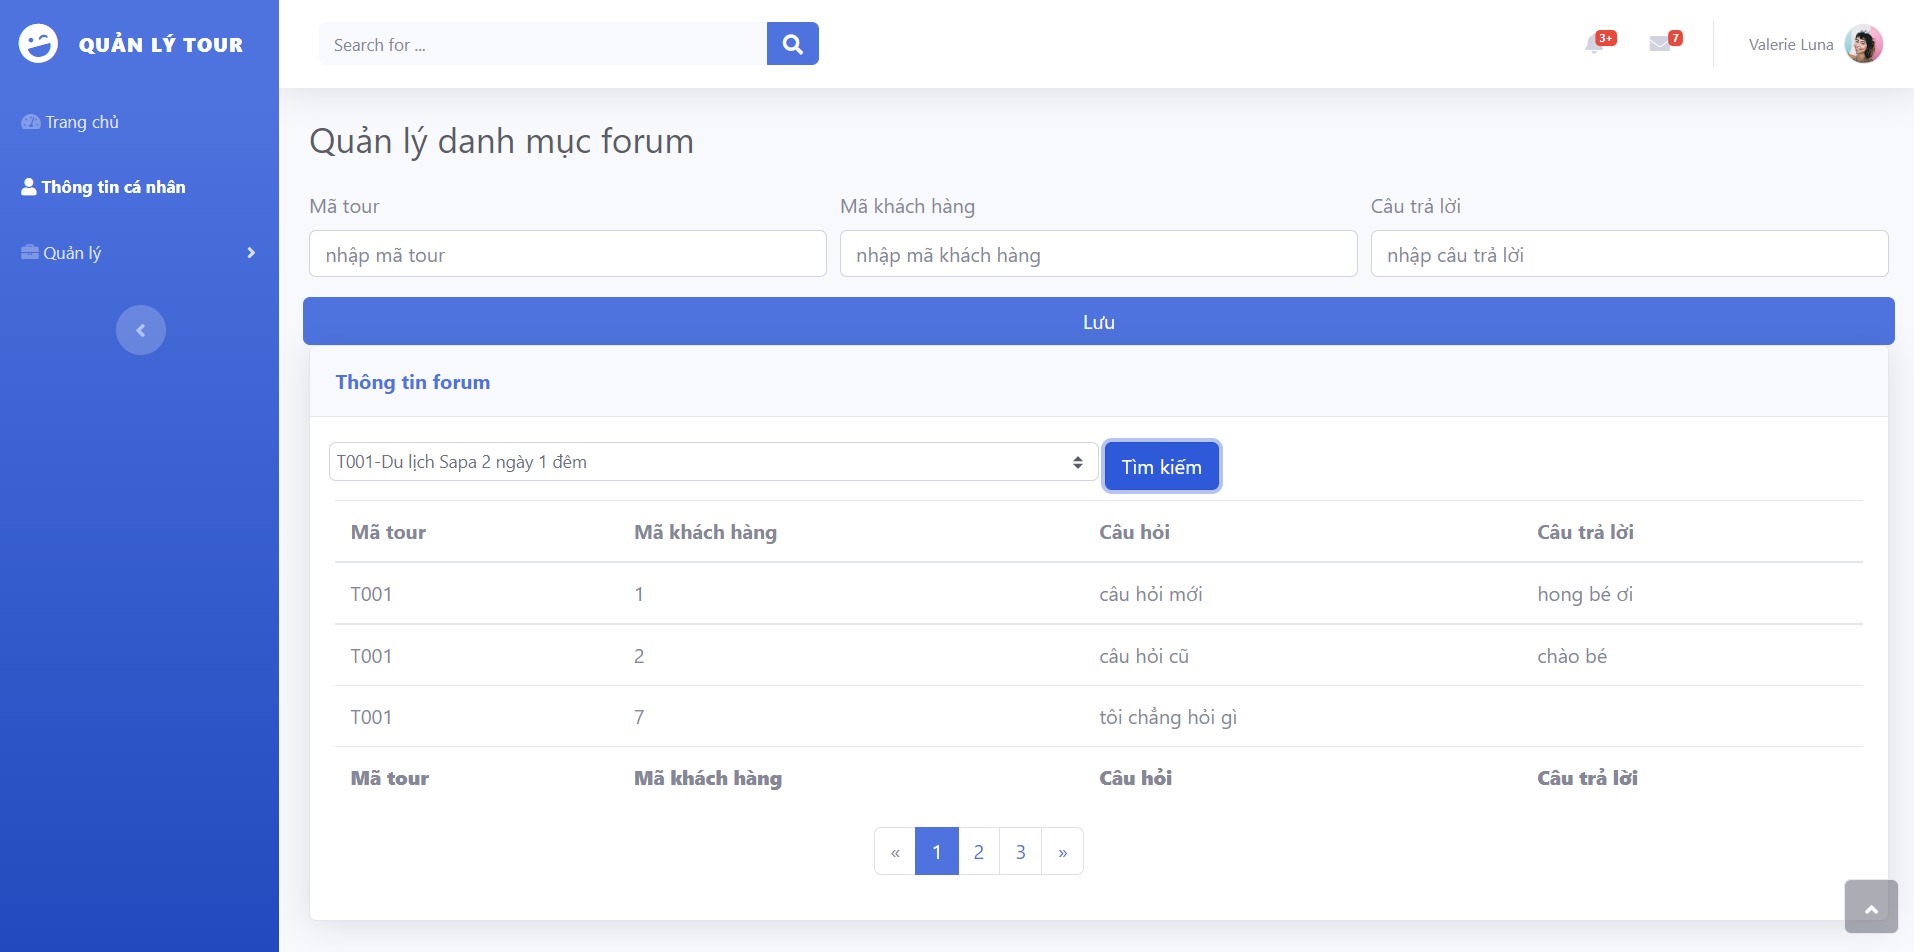 QUẢN LÝ TOUR
Search for ...
3+
7
Valerie Luna
Trang chủ
Thông tin cá nhân
Quản lý
Quản lý danh mục forum
Mã tour Mã khách hàng Câu trả lời
nhập mã tour nhập mã khách hàng nhập câu trả lời
Lưu
Thông tin forum
T001-Du lịch Sapa 2 ngày 1 đêm
Tìm kiếm
Mã tour Mã khách hàng Câu hỏi Câu trả lời
T001 1 câu hỏi mới hong bé ơi
T001 2 câu hỏi cũ chào bé
T001 7 tôi chẳng hỏi gì
Mã tour Mã khách hàng Câu hỏi Câu trả lời
« 1 2 3 »